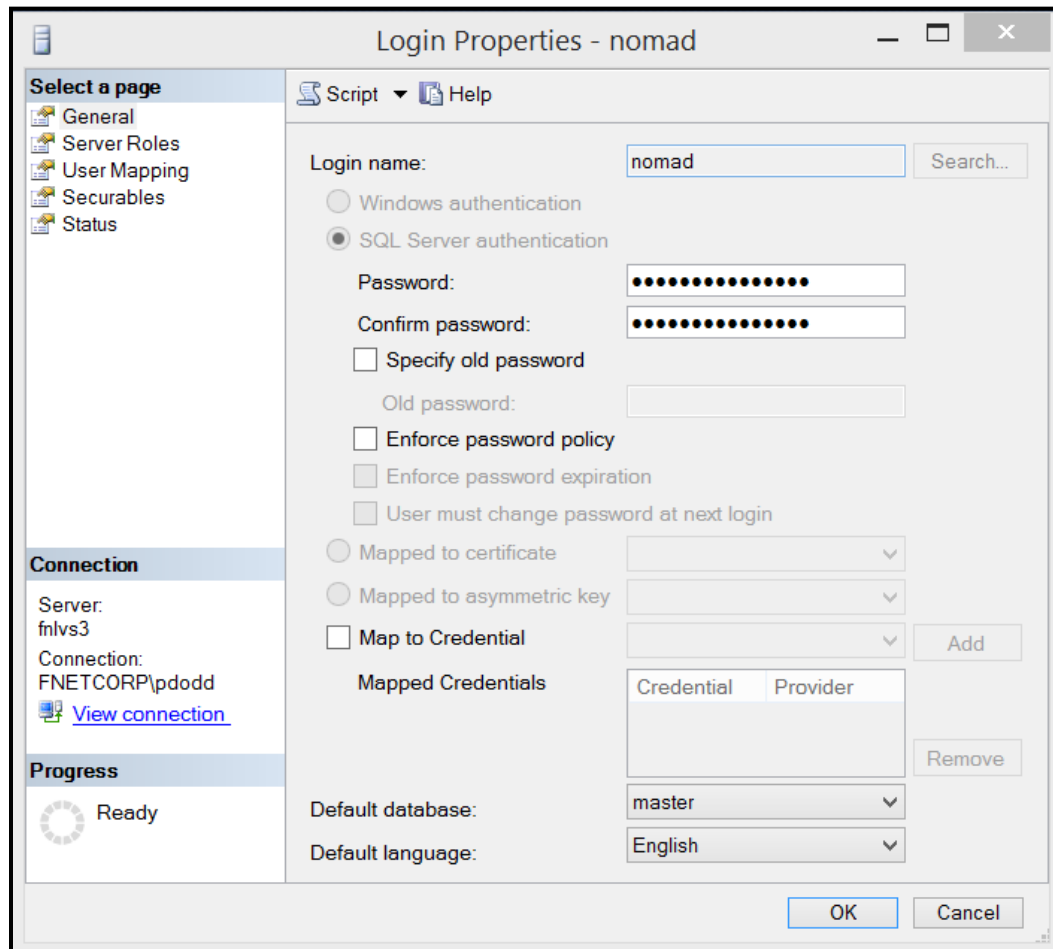 Login Properties - nomad
Select a page
General
Server Roles
User Mapping
Securables
Status
Script Help
Login name: nomad Search...
Windows authentication
SQL Server authentication
Password: ●●●●●●●●●●●●●●●
Confirm password: ●●●●●●●●●●●●●●●
Specify old password
Old password:
Enforce password policy
Enforce password expiration
User must change password at next login
Mapped to certificate
Mapped to asymmetric key
Map to Credential Add
Mapped Credentials Credential Provider
Remove
Default database: master
Default language: English
Connection
Server:
fnlvs3
Connection:
FNETCORP\pdodd
View connection
Progress
Ready
OK Cancel